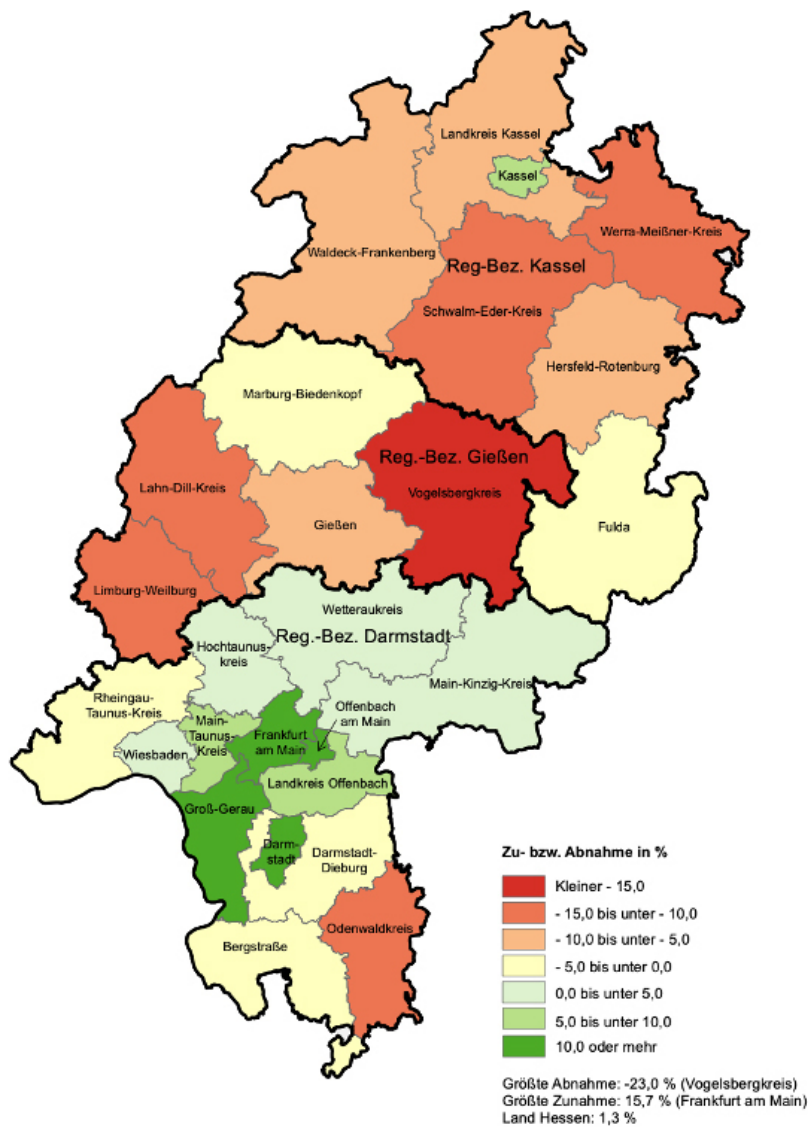 Landkreis Kassel
Kassel
Werra-Meißner-Kreis
Waldeck-Frankenberg
Reg-Bez. Kassel
Schwalm-Eder-Kreis
Hersfeld-Rotenburg
Marburg-Biedenkopf
Reg.-Bez. Gießen
Vogelsbergkreis
Lahn-Dill-Kreis
Gießen
Fulda
Limburg-Weilburg
Wetteraukreis
Reg.-Bez. Darmstadt
Hochtaunus-
kreis
Main-Kinzig-Kreis
Rheingau-
Taunus-Kreis
Main-
Taunus-
Kreis
Offenbach
am Main
Frankfurt
am Main
Wiesbaden
Landkreis Offenbach
Groß-Gerau
Darm-
stadt
Darmstadt-
Dieburg
Odenwaldkreis
Bergstraße
Zu- bzw. Abnahme in %
Kleiner - 15,0
- 15,0 bis unter - 10,0
- 10,0 bis unter - 5,0
- 5,0 bis unter 0,0
0,0 bis unter 5,0
5,0 bis unter 10,0
10,0 oder mehr
Größte Abnahme: -23,0 % (Vogelsbergkreis)
Größte Zunahme: 15,7 % (Frankfurt am Main)
Land Hessen: 1,3 %